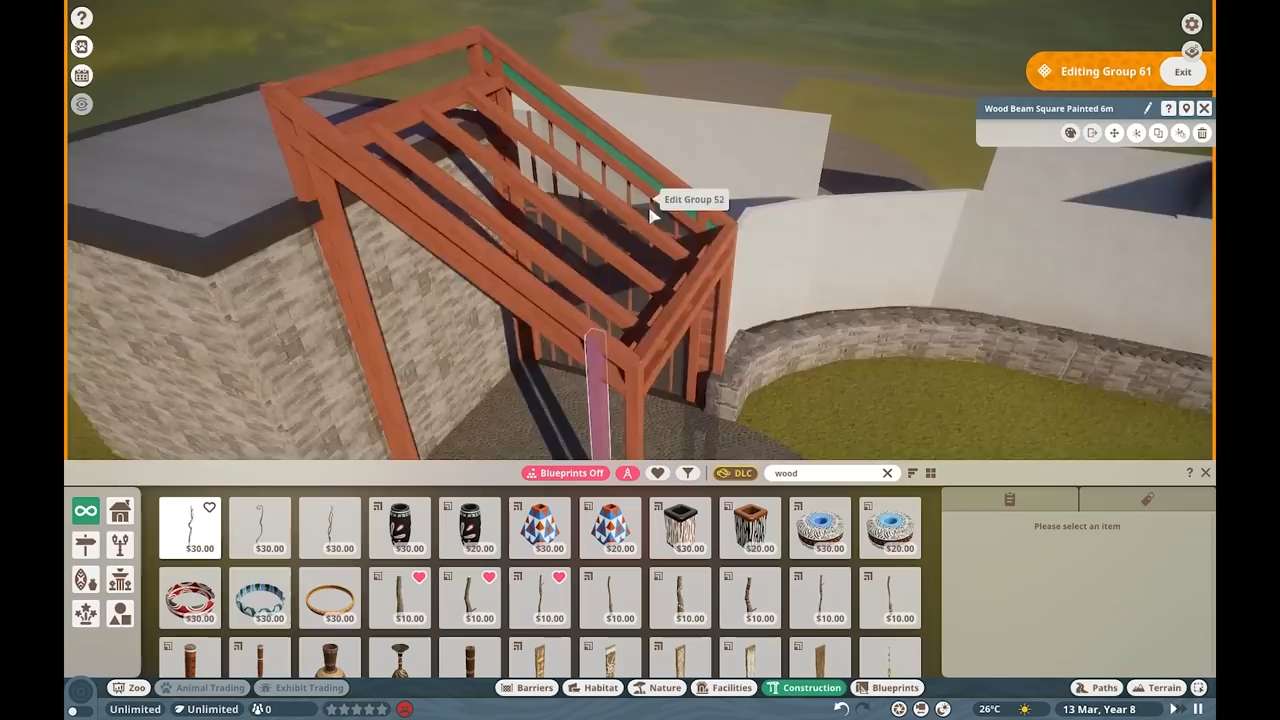 ?
Editing Group 61 Exit
Wood Beam Square Painted 6m ?
Edit Group 52
Blueprints Off DLC wood ?
$30.00 $30.00 $30.00 $30.00 $20.00 $30.00 $20.00 $30.00 $20.00 $30.00 $20.00
Please select an item
$30.00 $30.00 $30.00 $10.00 $10.00 $10.00 $10.00 $10.00 $10.00 $10.00 $10.00
Zoo Animal Trading Exhibit Trading Barriers Habitat Nature Facilities Construction Blueprints Paths Terrain
Unlimited Unlimited 0 26°C 13 Mar, Year 8